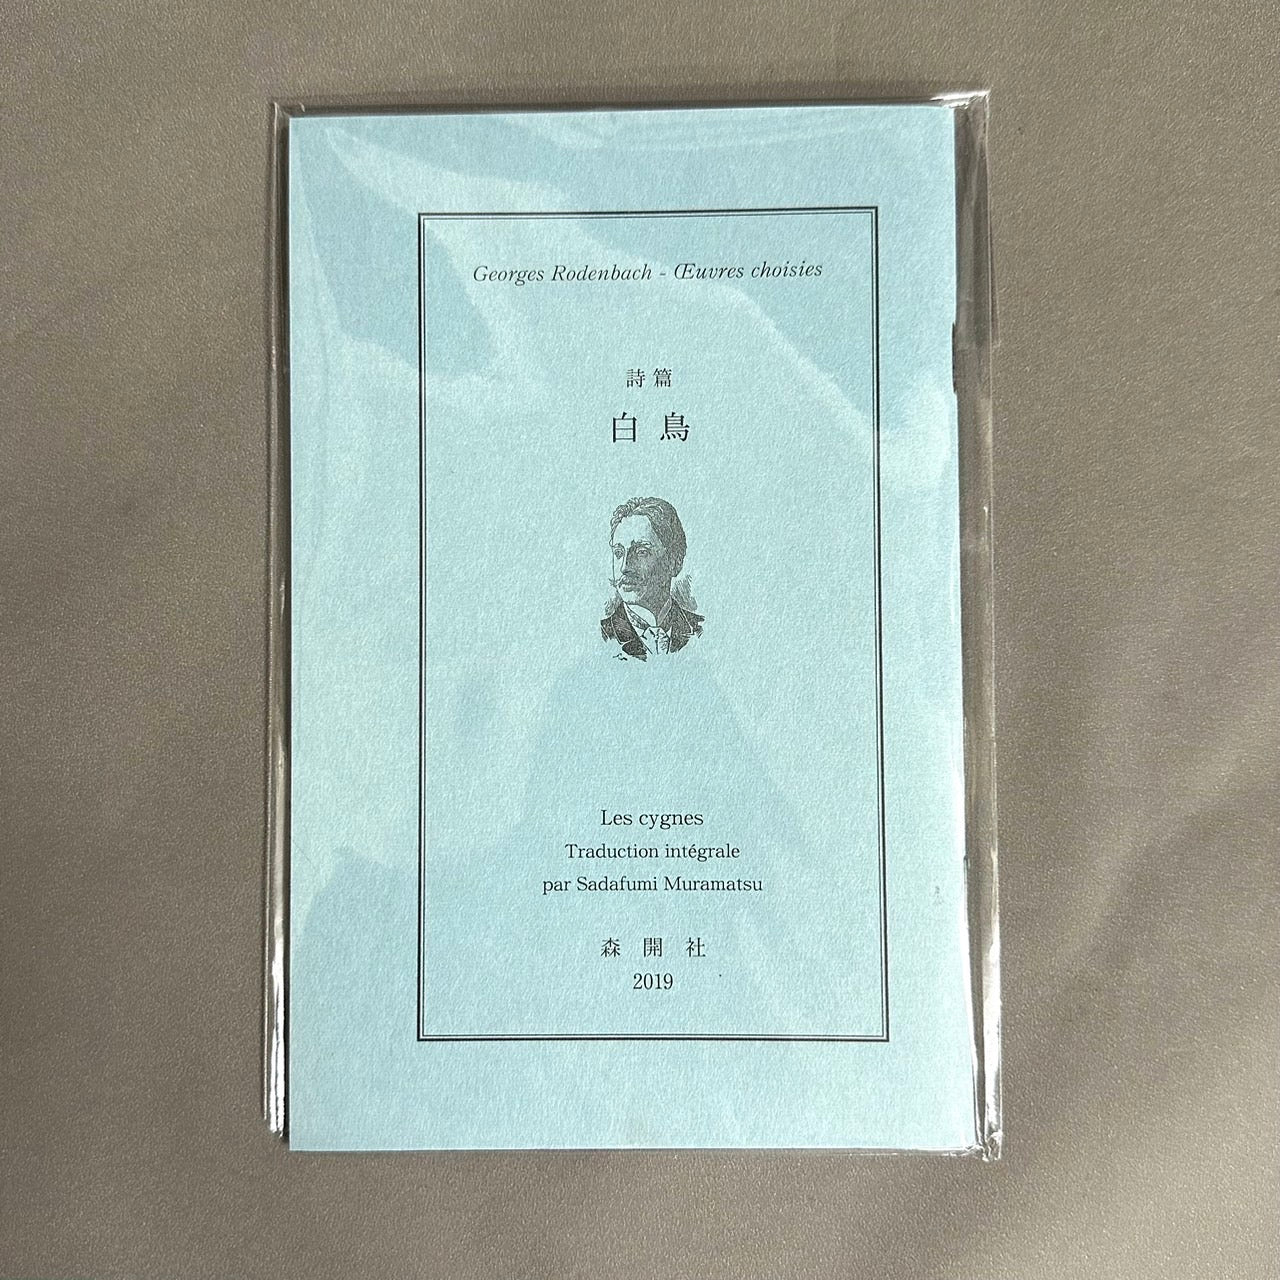 Georges Rodenbach - Œuvres choisies
詩篇
白鳥
Les cygnes
Traduction intégrale
par Sadafumi Muramatsu
森開社
2019